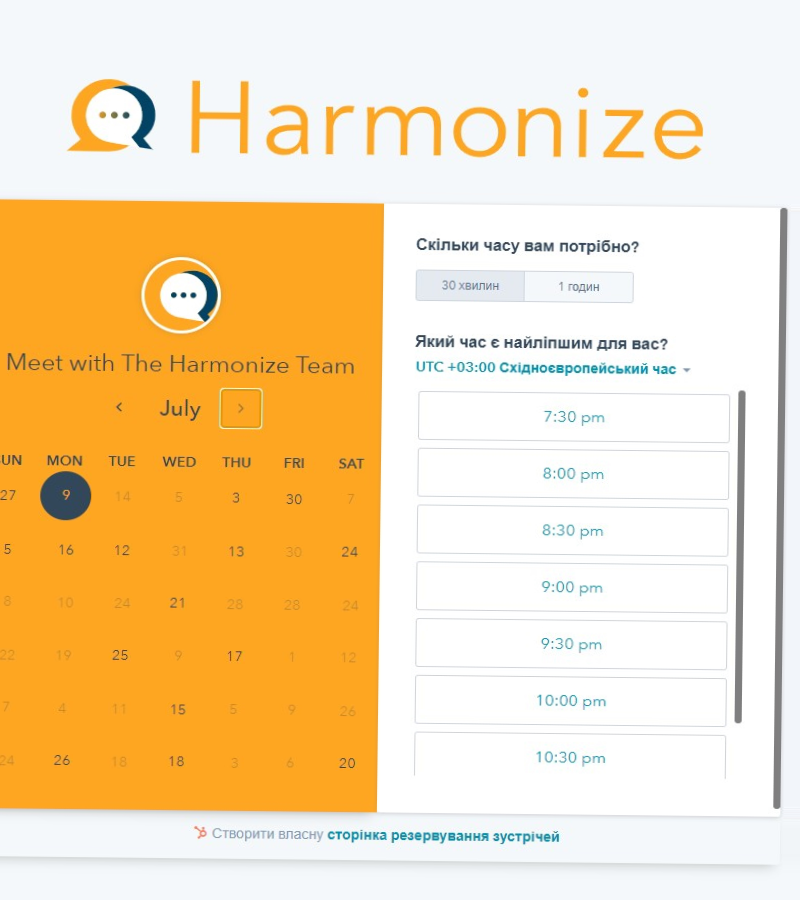 Harmonize
Meet with The Harmonize Team
July
SUN MON TUE WED THU FRI SAT
27 9 14 5 3 30 7
5 16 12 31 13 30 24
8 10 24 21 28 28 24
22 19 25 9 17 1 12
7 4 11 15 5 9 26
24 26 18 18 3 6 20
Скільки часу вам потрібно?
30 хвилин 1 годин
Який час є найліпшим для вас?
UTC +03:00 Східноєвропейський час
7:30 pm
8:00 pm
8:30 pm
9:00 pm
9:30 pm
10:00 pm
10:30 pm
Створити власну сторінка резервування зустрічей